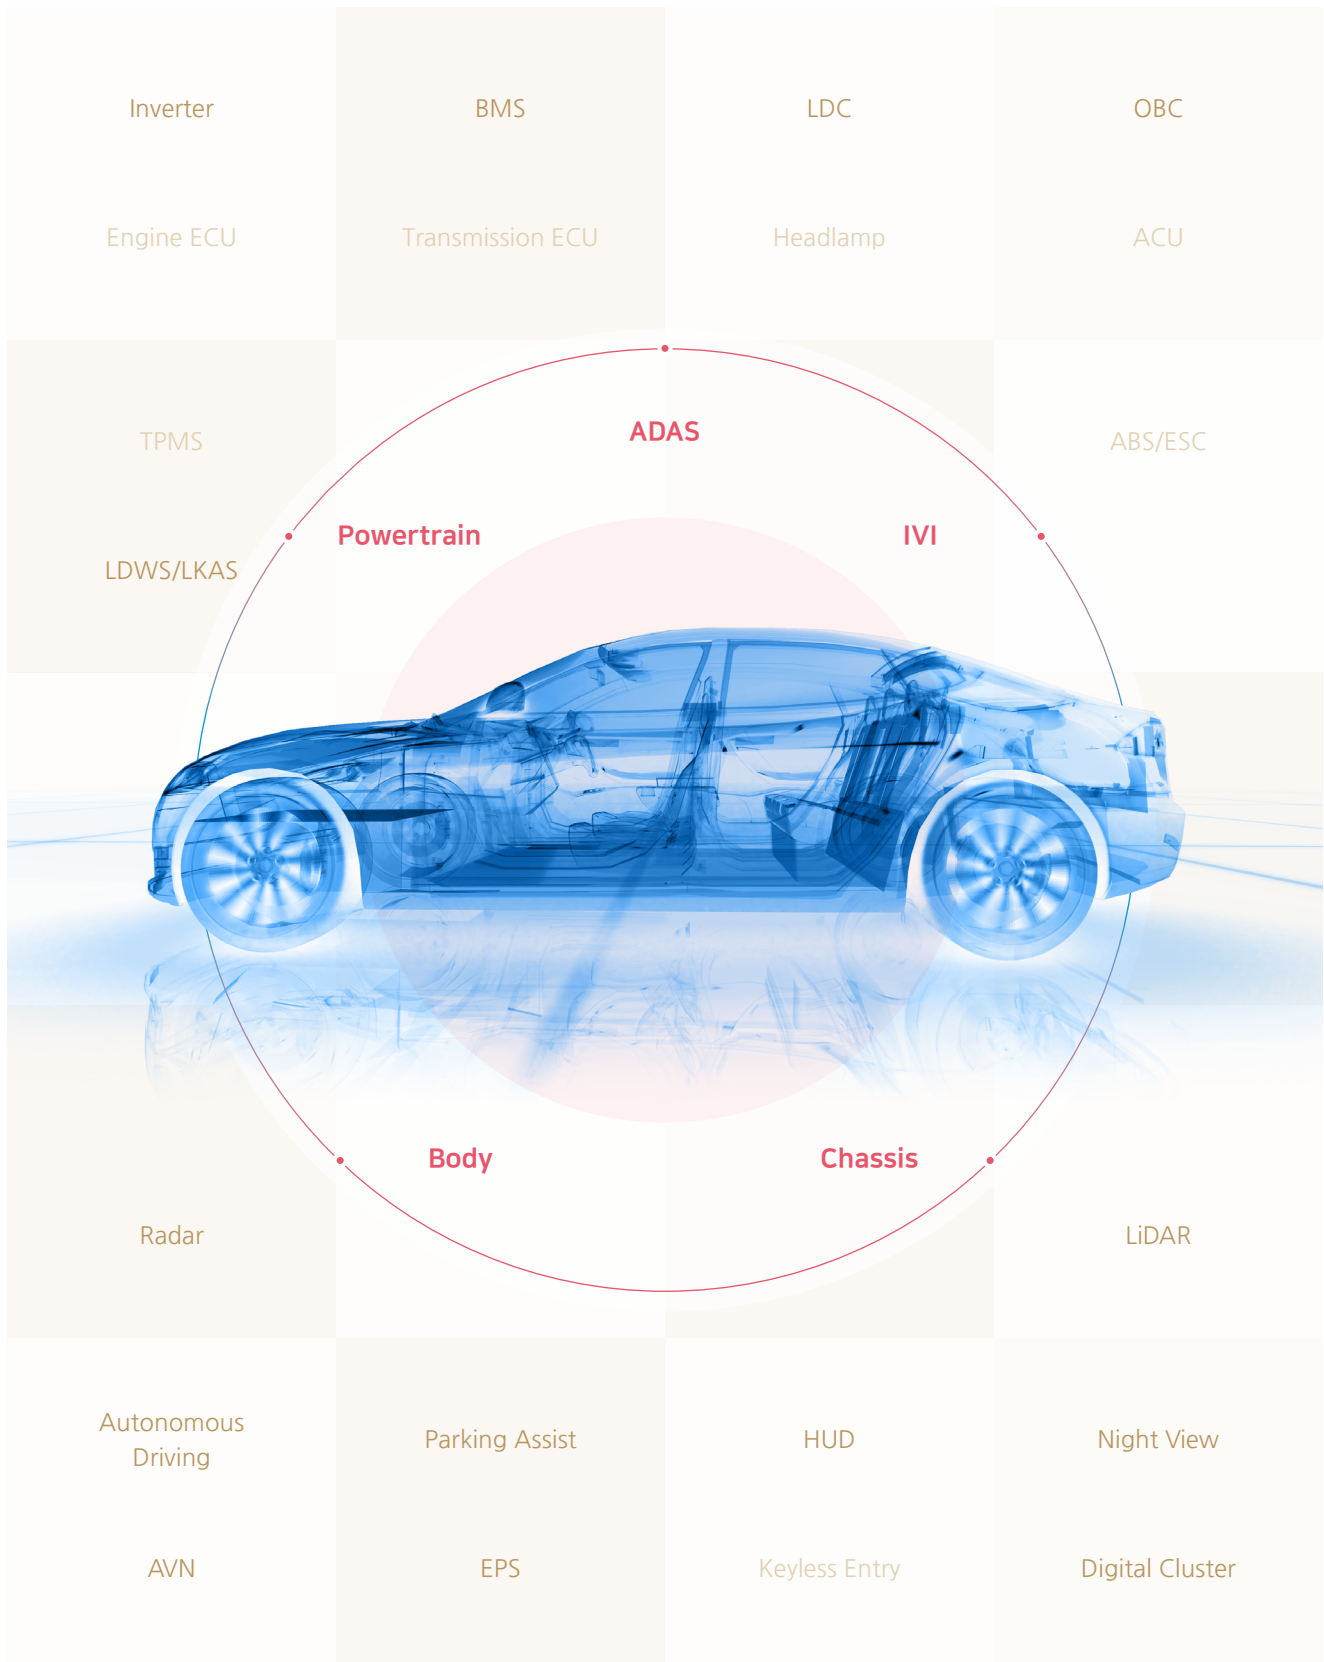 Inverter
BMS
LDC
OBC
Engine ECU
Transmission ECU
Headlamp
ACU
TPMS
ADAS
ABS/ESC
Powertrain
IVI
LDWS/LKAS
Body
Chassis
Radar
LiDAR
Autonomous
Driving
Parking Assist
HUD
Night View
AVN
EPS
Keyless Entry
Digital Cluster